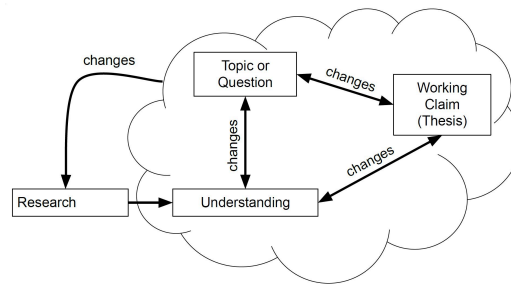 changes
Topic or
Question
changes
Working
Claim
(Thesis)
changes
changes
Research
Understanding